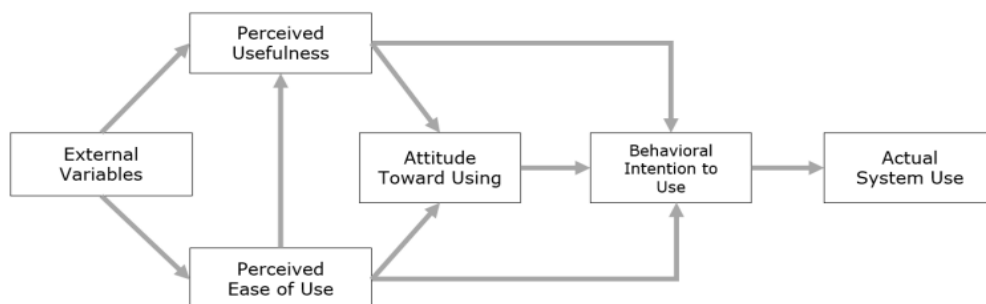 Perceived
Usefulness
External
Variables
Attitude
Toward Using
Behavioral
Intention to
Use
Actual
System Use
Perceived
Ease of Use